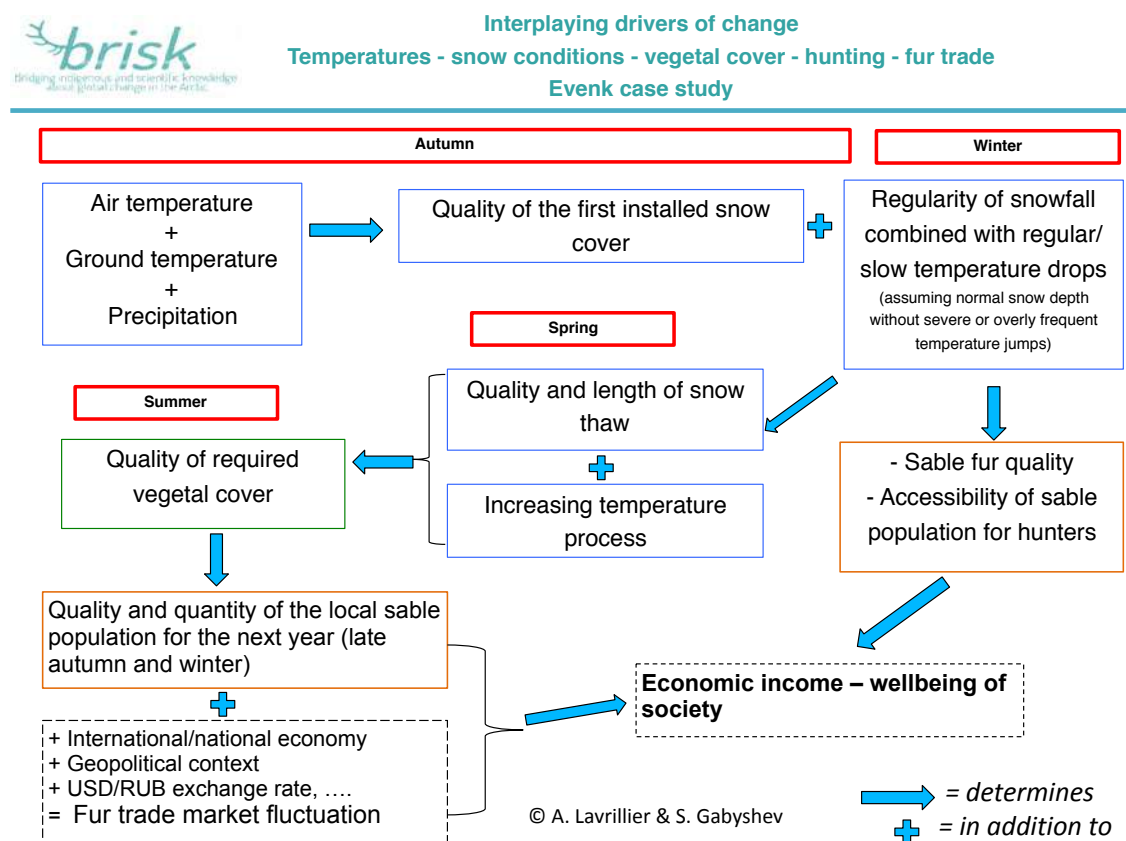 brisk
Bridging indigenous and scientific knowledge
about global change in the Arctic
Interplaying drivers of change
Temperatures - snow conditions - vegetal cover - hunting - fur trade
Evenk case study
Autumn
Winter
Air temperature
+
Ground temperature
+
Precipitation
Quality of the first installed snow
cover
Regularity of snowfall
combined with regular/
slow temperature drops
(assuming normal snow depth
without severe or overly frequent
temperature jumps)
Spring
Quality and length of snow
thaw
Increasing temperature
process
Summer
Quality of required
vegetal cover
- Sable fur quality
- Accessibility of sable
population for hunters
Quality and quantity of the local sable
population for the next year (late
autumn and winter)
+ International/national economy
+ Geopolitical context
+ USD/RUB exchange rate, ….
= Fur trade market fluctuation
Economic income – wellbeing of
society
© A. Lavrillier & S. Gabyshev
= determines
= in addition to